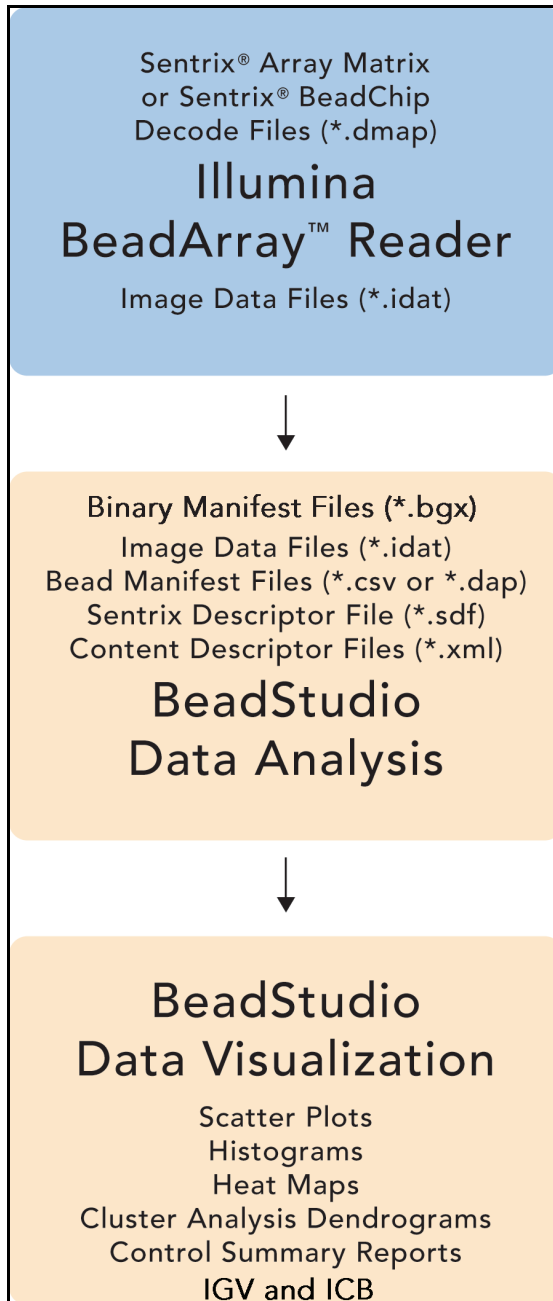 Sentrix® Array Matrix
or Sentrix® BeadChip
Decode Files (*.dmap)
Illumina
BeadArray™ Reader
Image Data Files (*.idat)
Binary Manifest Files (*.bgx)
Image Data Files (*.idat)
Bead Manifest Files (*.csv or *.dap)
Sentrix Descriptor File (*.sdf)
Content Descriptor Files (*.xml)
BeadStudio
Data Analysis
BeadStudio
Data Visualization
Scatter Plots
Histograms
Heat Maps
Cluster Analysis Dendrograms
Control Summary Reports
IGV and ICB